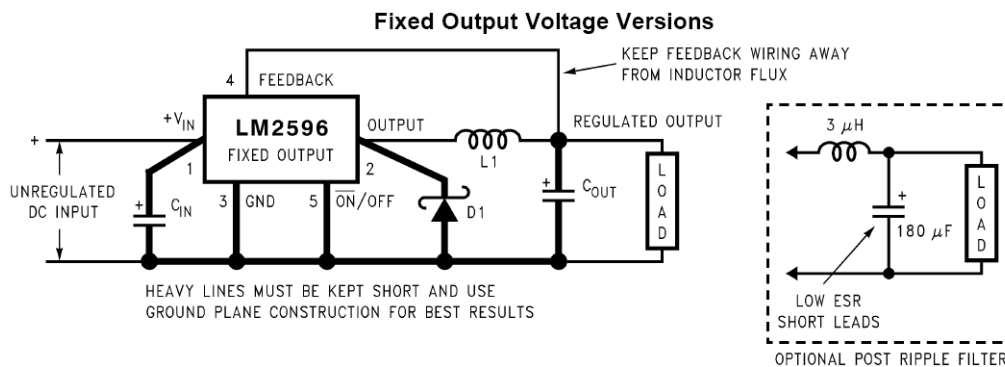 Fixed Output Voltage Versions
KEEP FEEDBACK WIRING AWAY
FROM INDUCTOR FLUX
4 FEEDBACK
+VIN
LM2596
FIXED OUTPUT
OUTPUT
REGULATED OUTPUT
L1
1
2
+
UNREGULATED
DC INPUT
+
CIN
3 GND
5 ON/OFF
D1
+
COUT
LOAD
HEAVY LINES MUST BE KEPT SHORT AND USE
GROUND PLANE CONSTRUCTION FOR BEST RESULTS
3 μH
+
180 μF
LOAD
LOW ESR
SHORT LEADS
OPTIONAL POST RIPPLE FILTER